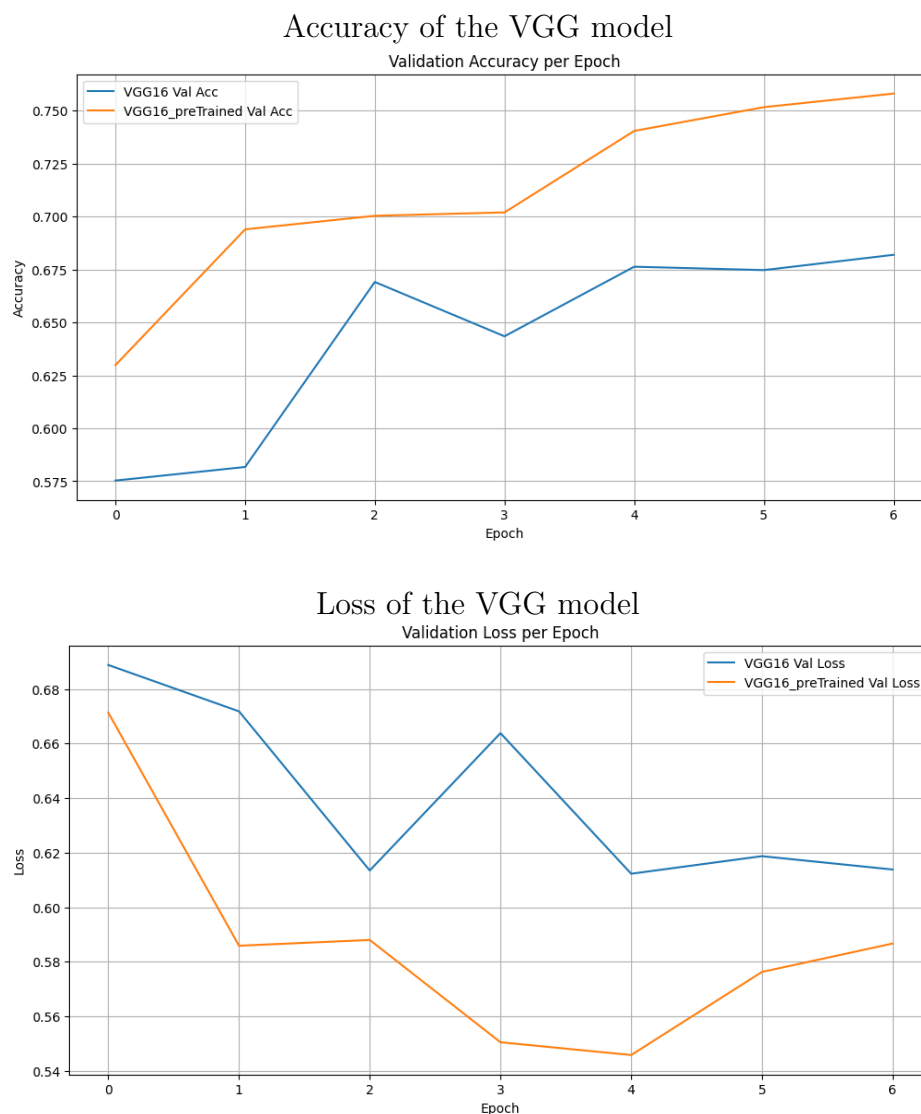 Accuracy of the VGG model
Validation Accuracy per Epoch
VGG16 Val Acc
VGG16_preTrained Val Acc
0.750
0.725
0.700
0.675
0.650
0.625
0.600
0.575
Accuracy
0 1 2 3 4 5 6
Epoch
Loss of the VGG model
Validation Loss per Epoch
VGG16 Val Loss
VGG16_preTrained Val Loss
0.68
0.66
0.64
0.62
0.60
0.58
0.56
0.54
Loss
0 1 2 3 4 5 6
Epoch